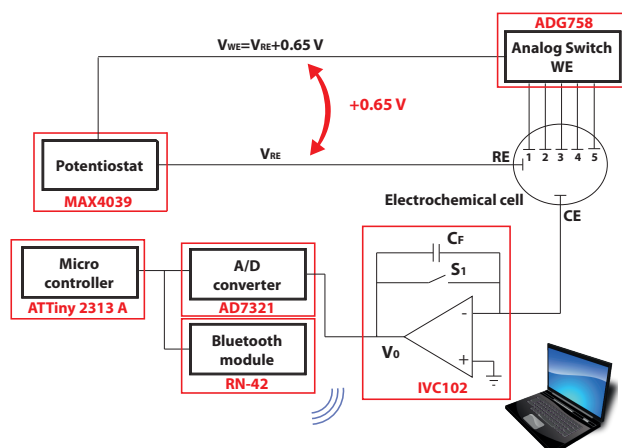 ADG758
Analog Switch
WE
VWE=VRE+0.65 V
+0.65 V
1 2 3 4 5
Potentiostat
VRE
RE
MAX4039
Electrochemical cell
CE
Micro
controller
ATTiny 2313 A
A/D
converter
AD7321
Bluetooth
module
RN-42
CF
S1
-
+
V0
IVC102